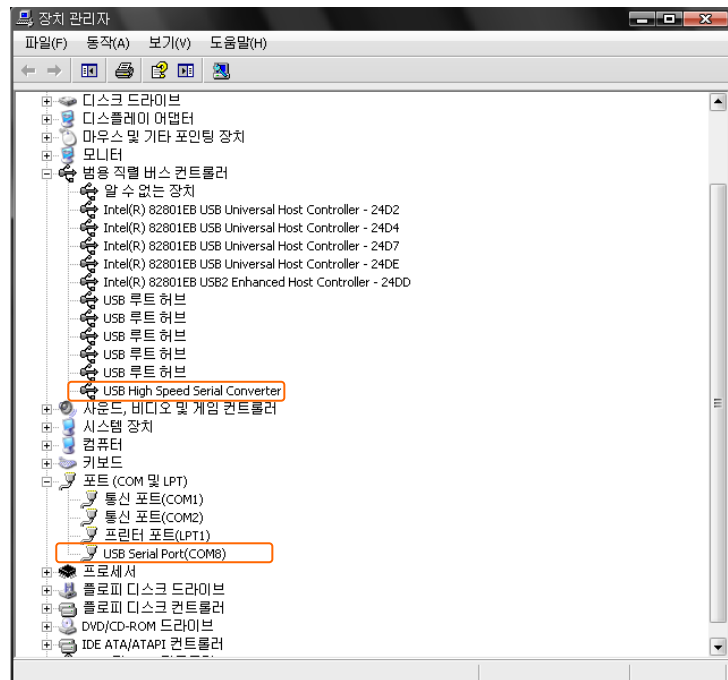 장치 관리자
파일(F) 동작(A) 보기(V) 도움말(H)
디스크 드라이브
디스플레이 어댑터
마우스 및 기타 포인팅 장치
모니터
범용 직렬 버스 컨트롤러
알 수 없는 장치
Intel(R) 82801EB USB Universal Host Controller - 24D2
Intel(R) 82801EB USB Universal Host Controller - 24D4
Intel(R) 82801EB USB Universal Host Controller - 24D7
Intel(R) 82801EB USB Universal Host Controller - 24DE
Intel(R) 82801EB USB2 Enhanced Host Controller - 24DD
USB 루트 허브
USB 루트 허브
USB 루트 허브
USB 루트 허브
USB 루트 허브
USB High Speed Serial Converter
사운드, 비디오 및 게임 컨트롤러
시스템 장치
컴퓨터
키보드
포트 (COM 및 LPT)
통신 포트(COM1)
통신 포트(COM2)
프린터 포트(LPT1)
USB Serial Port(COM8)
프로세서
플로피 디스크 드라이브
플로피 디스크 컨트롤러
DVD/CD-ROM 드라이브
IDE ATA/ATAPI 컨트롤러